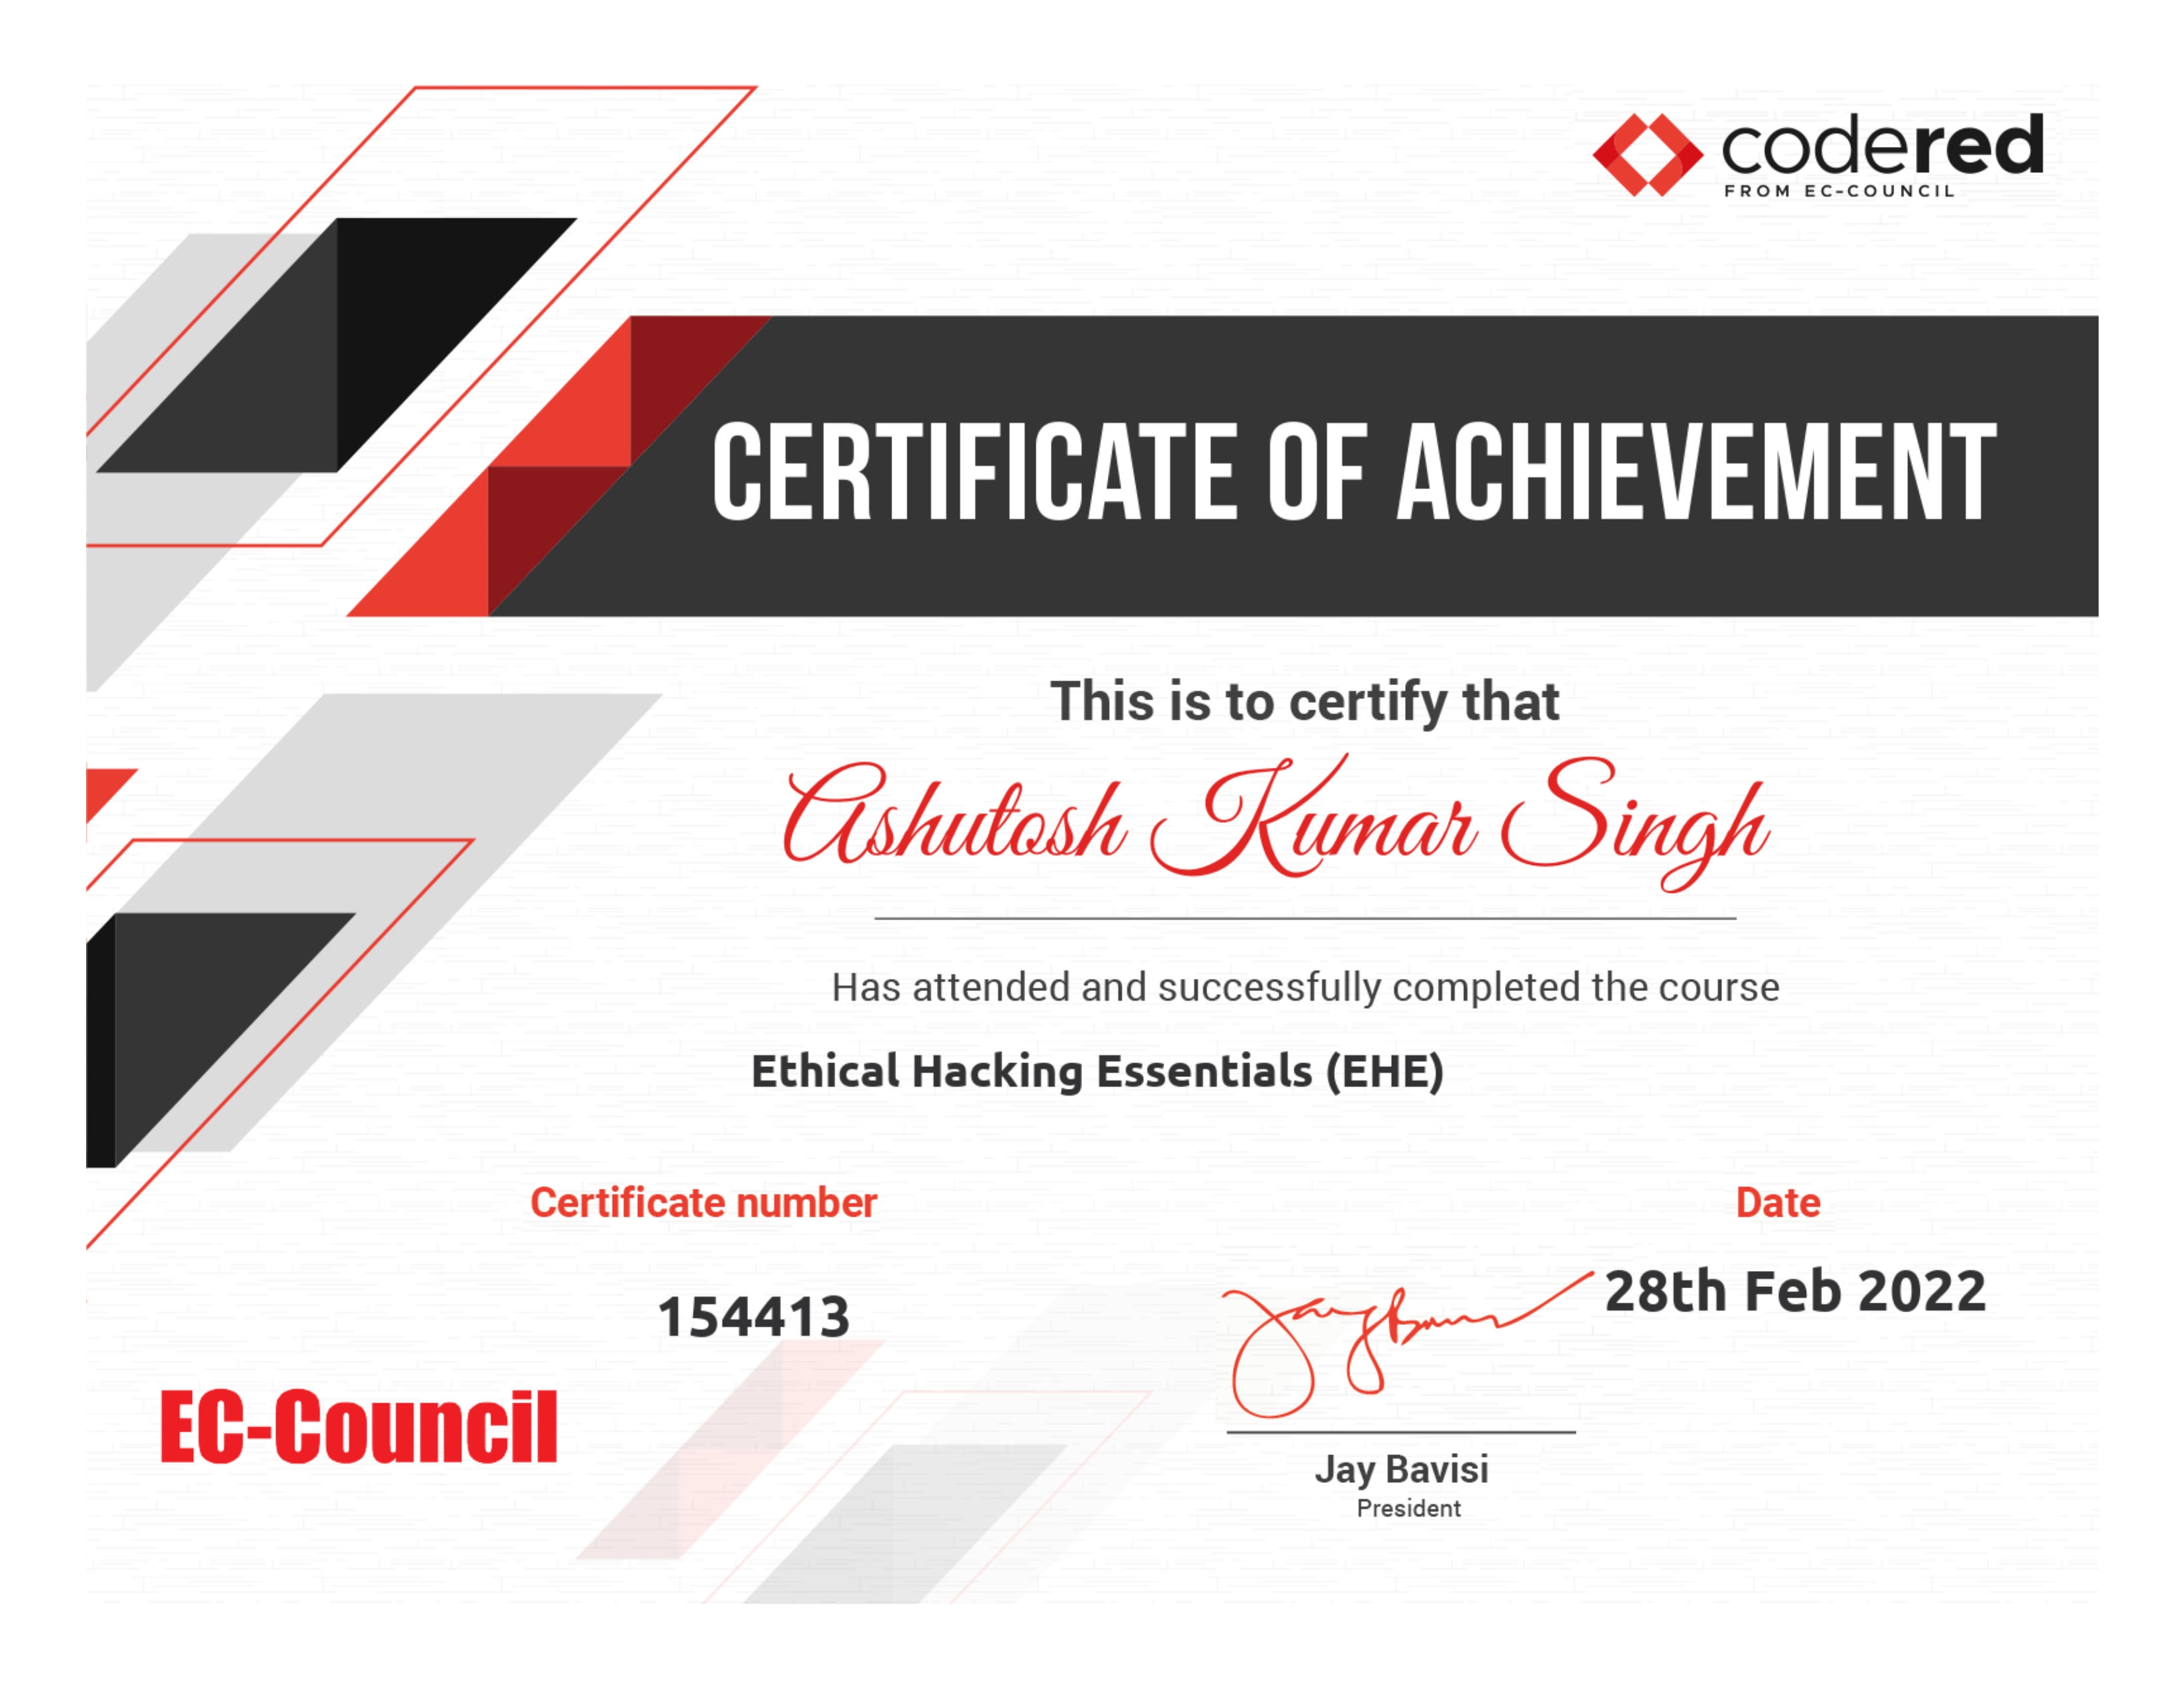 codered
FROM EC-COUNCIL
CERTIFICATE OF ACHIEVEMENT
This is to certify that
Ashutosh Kumar Singh
Has attended and successfully completed the course
Ethical Hacking Essentials (EHE)
Certificate number
Date
154413
28th Feb 2022
EC-Council
Jay Bavisi
President